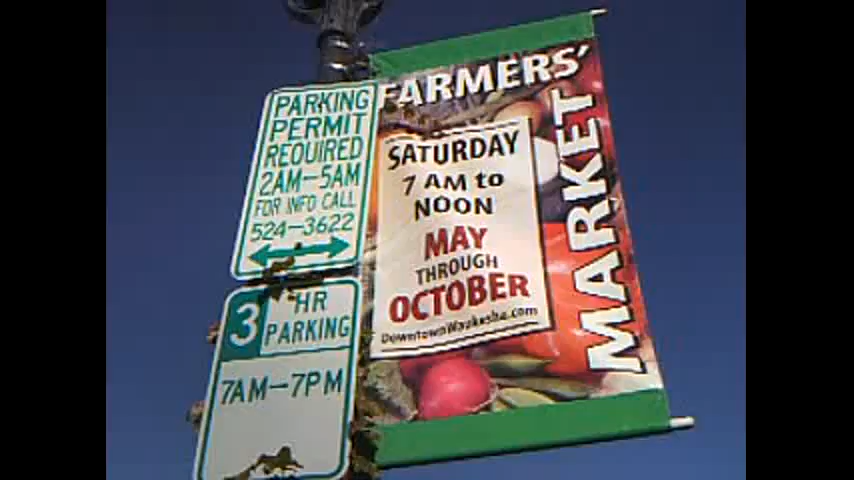 PARKING
PERMIT
REQUIRED
2AM-5AM
FOR INFO CALL
524-3622
3 HR
PARKING
7AM-7PM
FARMERS'
MARKET
SATURDAY
7 AM to
NOON
MAY
THROUGH
OCTOBER
DowntownWaukesha.com